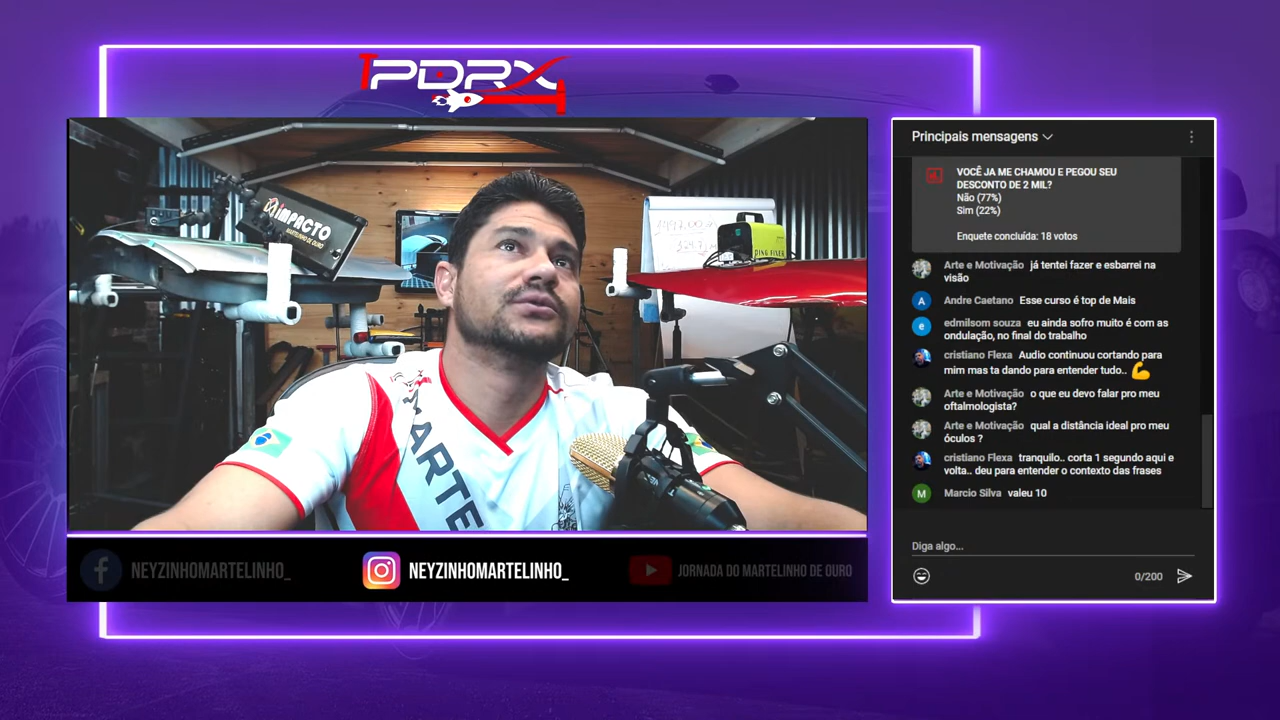 PDRX
IMPACTO
MARTELINHO DE OURO
DING FIXER
MARTE
NEYZINHOMARTELINHO_
NEYZINHOMARTELINHO_
JORNADA DO MARTELINHO DE OURO
Principais mensagens
VOCÊ JA ME CHAMOU E PEGOU SEU
DESCONTO DE 2 MIL?
Não (77%)
Sim (22%)
Enquete concluída: 18 votos
Arte e Motivação já tentei fazer e esbarrei na
visão
A
Andre Caetano Esse curso é top de Mais
e
edmilsom souza eu ainda sofro muito é com as
ondulação, no final do trabalho
cristiano Flexa Audio continuou cortando para
mim mas ta dando para entender tudo..
Arte e Motivação o que eu devo falar pro meu
oftalmologista?
Arte e Motivação qual a distância ideal pro meu
óculos ?
cristiano Flexa tranquilo.. corta 1 segundo aqui e
volta.. deu para entender o contexto das frases
M
Marcio Silva valeu 10
Diga algo...
0/200